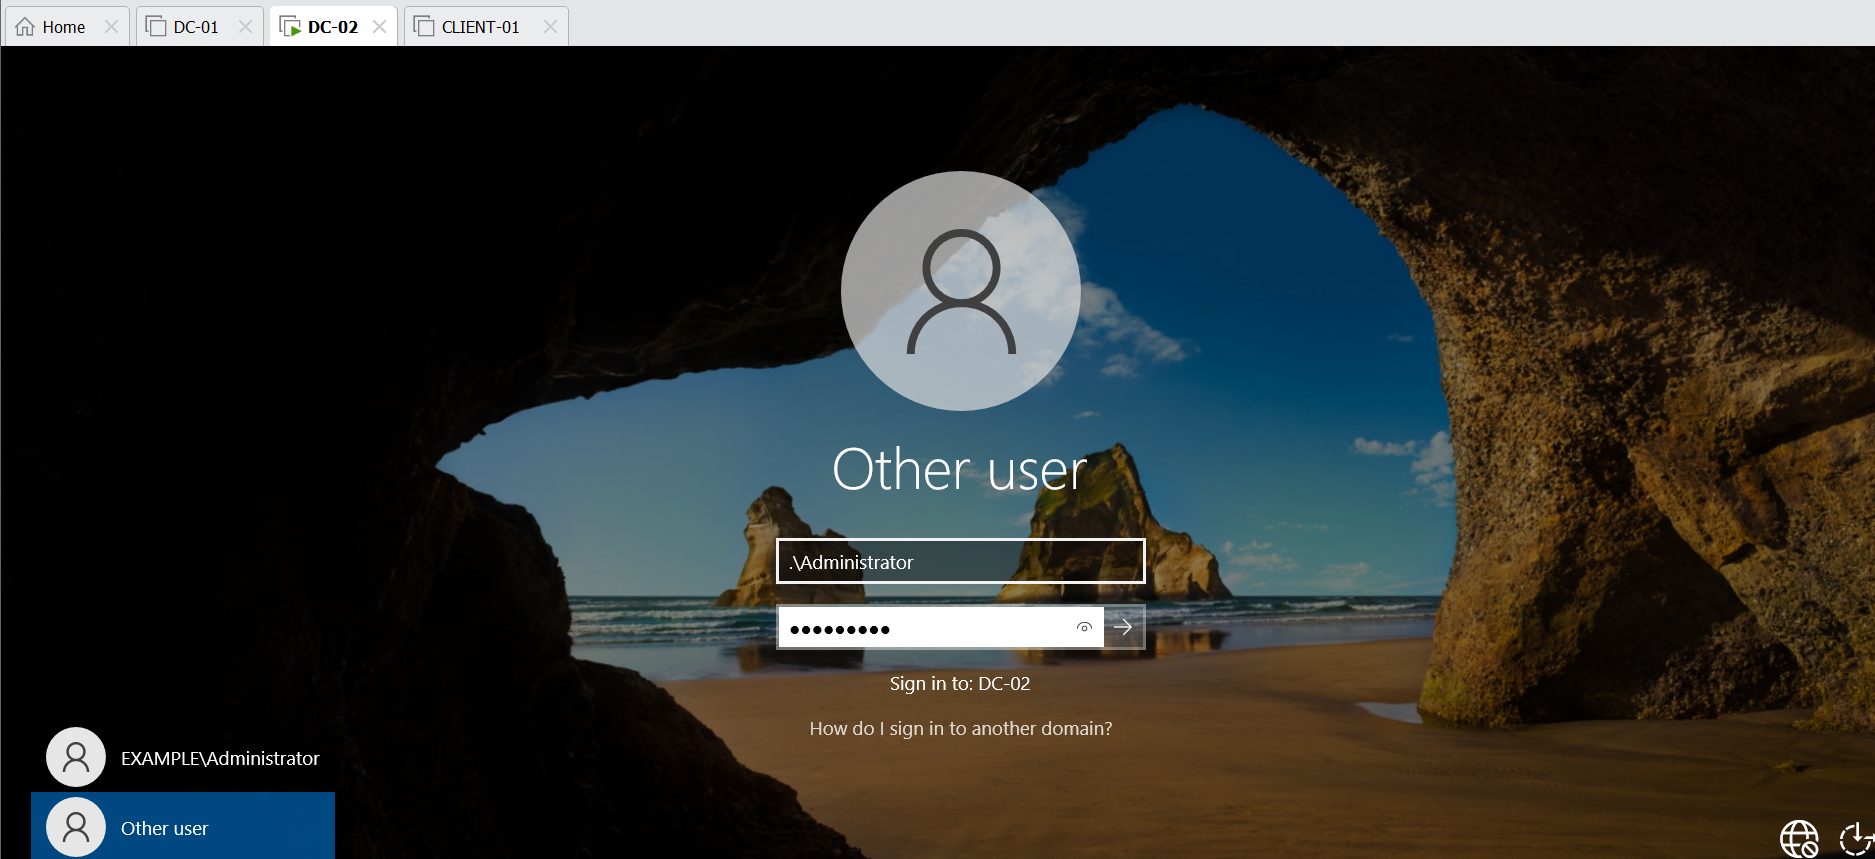 Home
DC-01
DC-02
CLIENT-01
Other user
.\Administrator
Sign in to: DC-02
How do I sign in to another domain?
EXAMPLE\Administrator
Other user